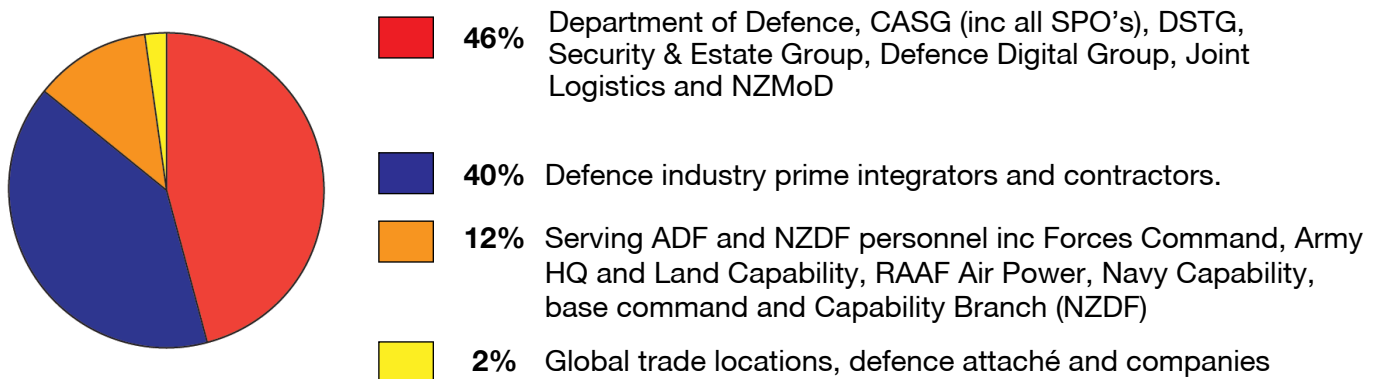 46% Department of Defence, CASG (inc all SPO’s), DSTG,
Security & Estate Group, Defence Digital Group, Joint
Logistics and NZMoD
40% Defence industry prime integrators and contractors.
12% Serving ADF and NZDF personnel inc Forces Command, Army
HQ and Land Capability, RAAF Air Power, Navy Capability,
base command and Capability Branch (NZDF)
2% Global trade locations, defence attaché and companies